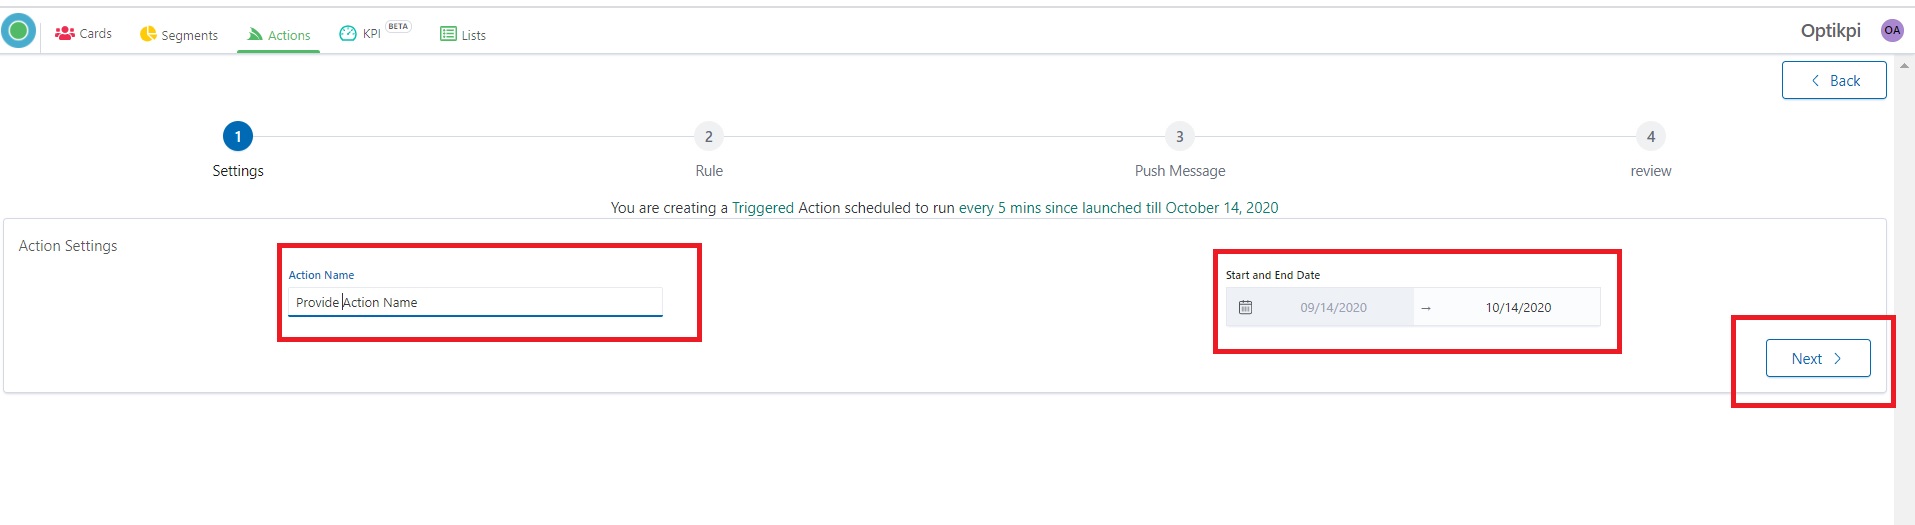 Cards Segments Actions KPI BETA Lists Optikpi OA
Back
1 2 3 4
Settings Rule Push Message review
You are creating a Triggered Action scheduled to run every 5 mins since launched till October 14, 2020
Action Settings
Action Name Start and End Date
Provide Action Name 09/14/2020 → 10/14/2020
Next